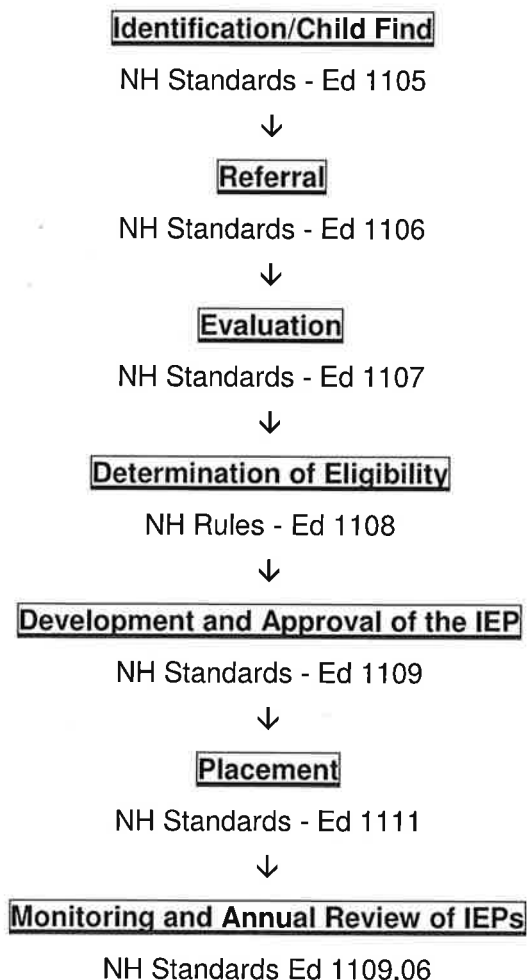 Identification/Child Find
NH Standards - Ed 1105
↓
Referral
NH Standards - Ed 1106
↓
Evaluation
NH Standards - Ed 1107
↓
Determination of Eligibility
NH Rules - Ed 1108
↓
Development and Approval of the IEP
NH Standards - Ed 1109
↓
Placement
NH Standards - Ed 1111
↓
Monitoring and Annual Review of IEPs
NH Standards Ed 1109.06